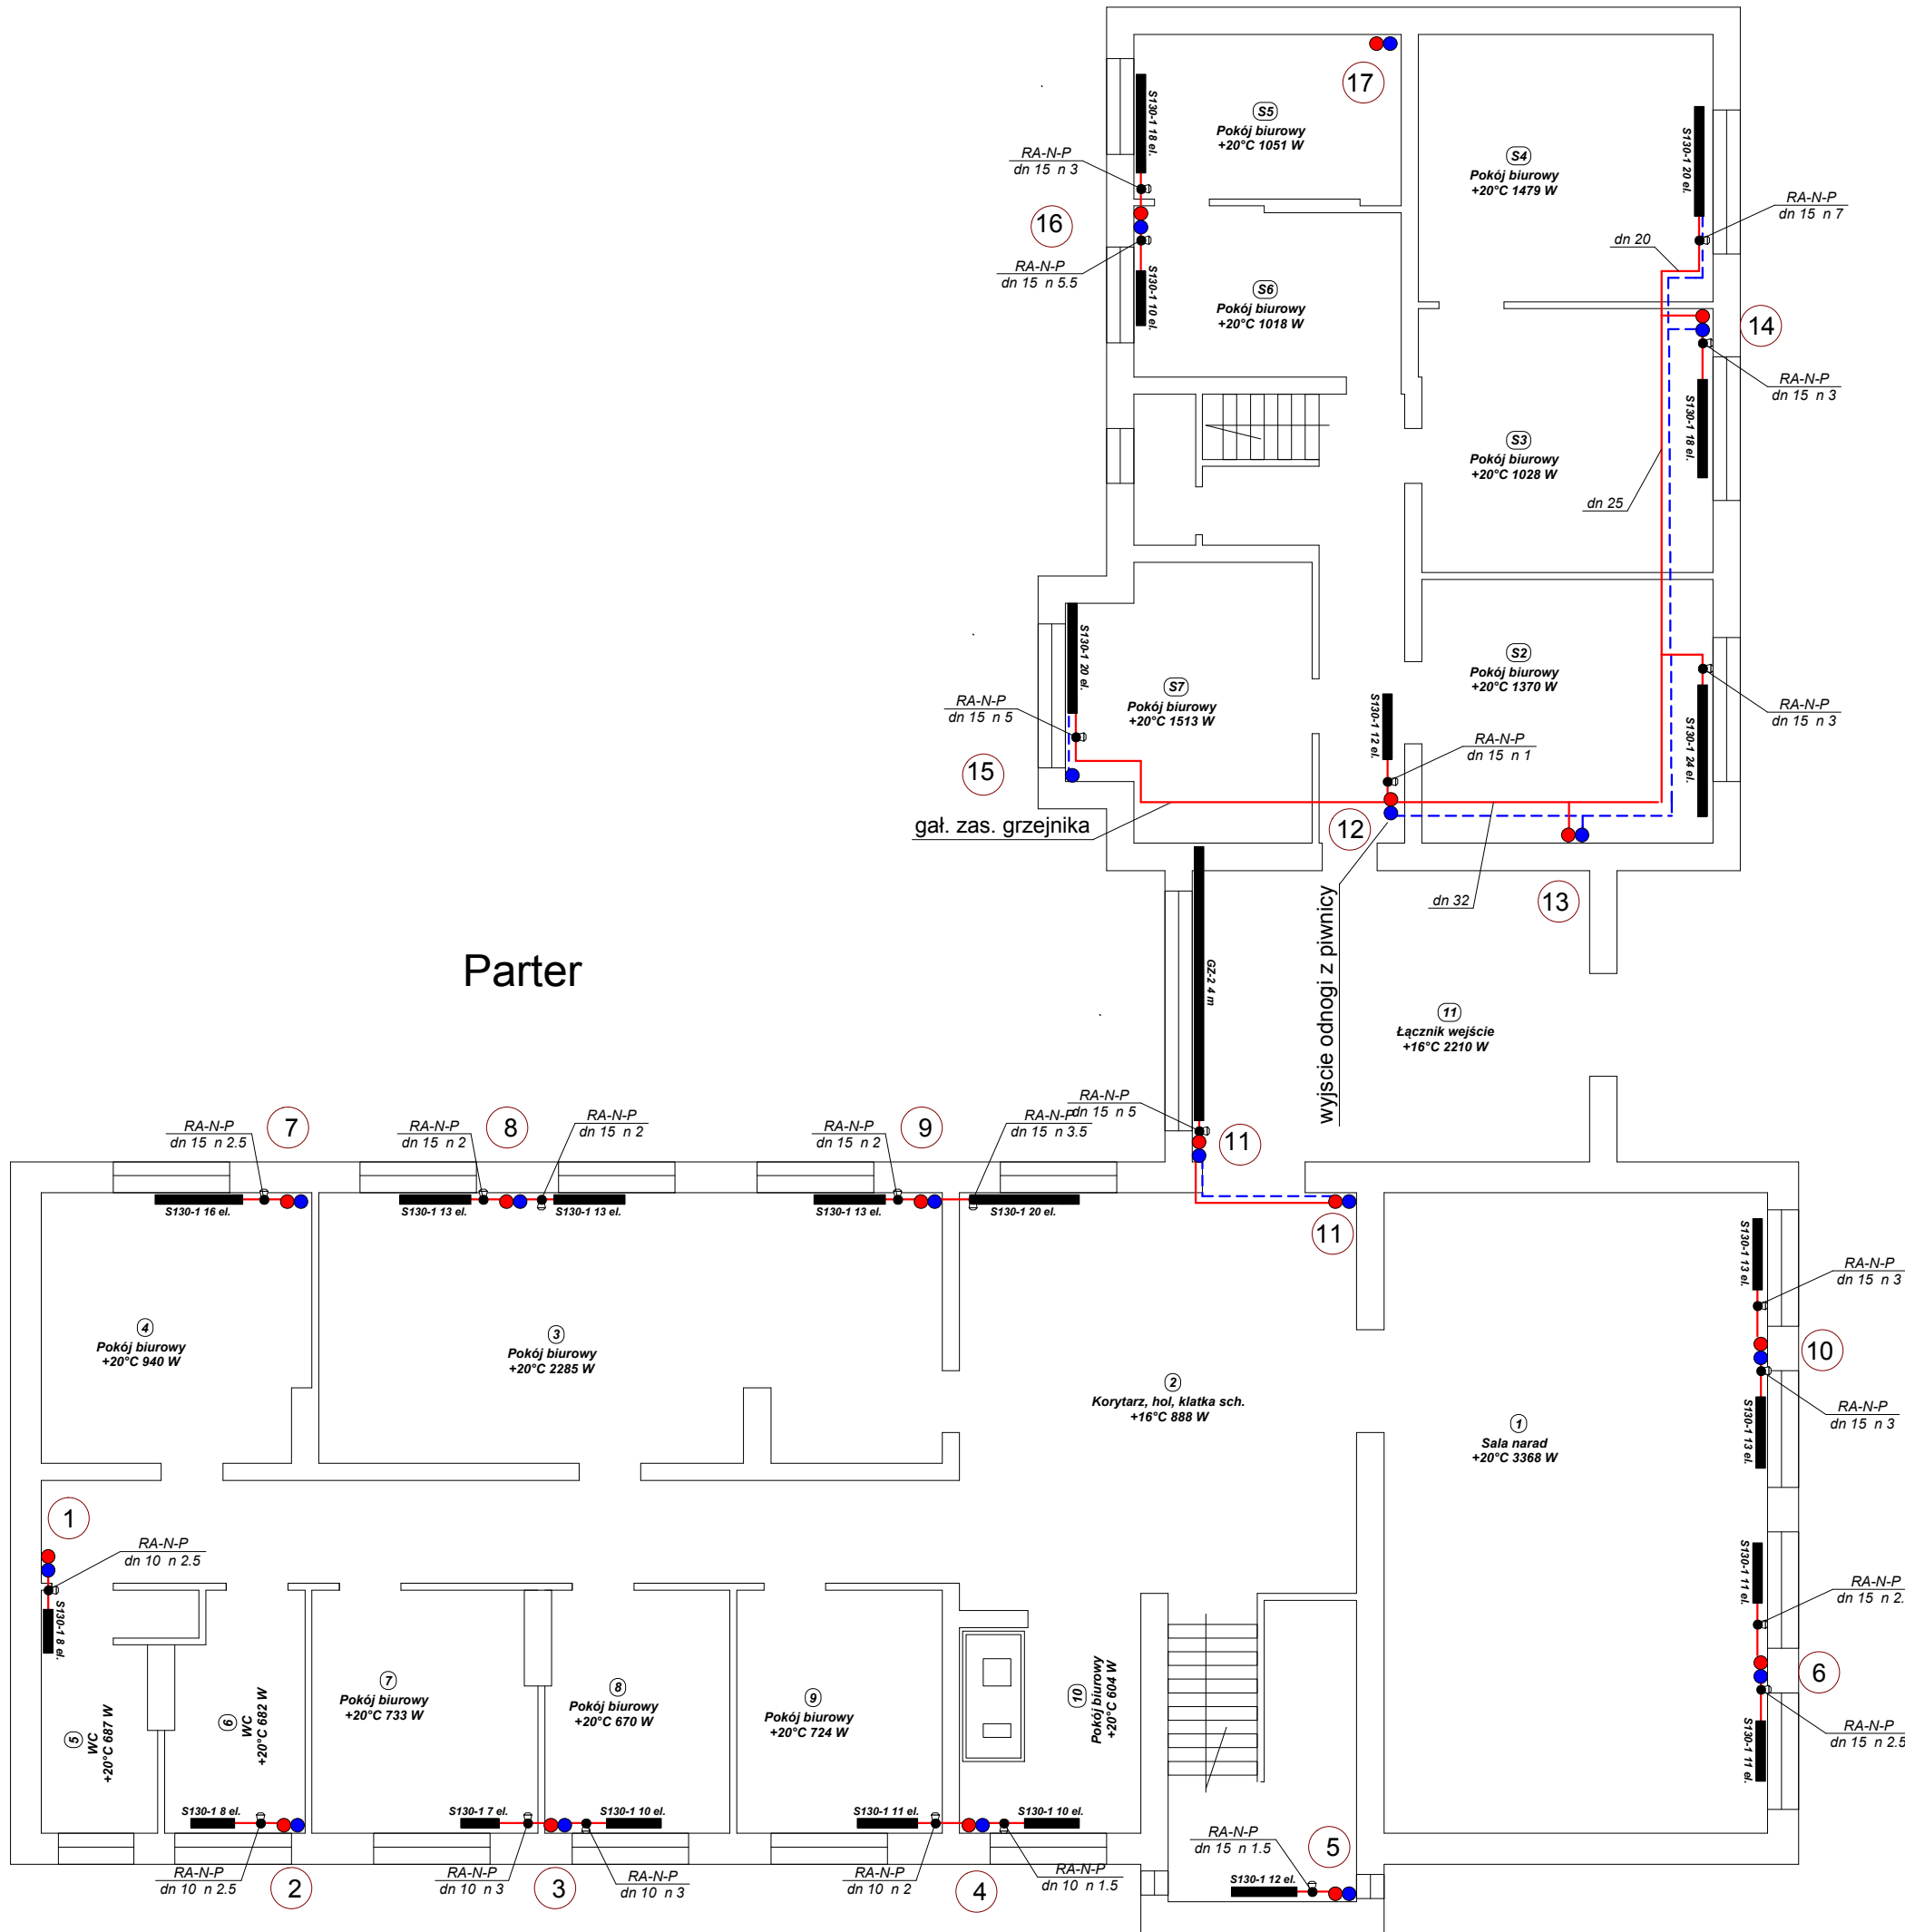 17
S130-1 18 el.
S5
Pokój biurowy
+20°C 1051 W
S4
Pokój biurowy
+20°C 1479 W
S130-1 20 el.
RA-N-P
dn 15 n 3
RA-N-P
dn 15 n 7
16
dn 20
RA-N-P
dn 15 n 5.5
S130-1 10 el.
S6
Pokój biurowy
+20°C 1018 W
14
RA-N-P
dn 15 n 3
S130-1 18 el.
S3
Pokój biurowy
+20°C 1028 W
dn 25
S130-1 20 el.
S7
Pokój biurowy
+20°C 1513 W
S2
Pokój biurowy
+20°C 1370 W
RA-N-P
dn 15 n 5
S130-1 12 el.
RA-N-P
dn 15 n 1
RA-N-P
dn 15 n 3
S130-1 24 el.
15
gał. zas. grzejnika
12
13
dn 32
wyjscie odnogi z piwnicy
Parter
GZ-2 4 m
11
Łącznik wejście
+16°C 2210 W
RA-N-P
dn 15 n 5
11
RA-N-P
dn 15 n 2.5
7
RA-N-P
dn 15 n 2
8
RA-N-P
dn 15 n 2
RA-N-P
dn 15 n 2
9
RA-N-P
dn 15 n 3.5
S130-1 16 el.
S130-1 13 el.
S130-1 13 el.
S130-1 13 el.
S130-1 20 el.
11
S130-1 13 el.
RA-N-P
dn 15 n 3
10
RA-N-P
dn 15 n 3
S130-1 13 el.
4
Pokój biurowy
+20°C 940 W
3
Pokój biurowy
+20°C 2285 W
2
Korytarz, hol, klatka sch.
+16°C 888 W
1
Sala narad
+20°C 3368 W
1
RA-N-P
dn 10 n 2.5
S130-1 8 el.
S130-1 11 el.
RA-N-P
dn 15 n 2.
6
RA-N-P
dn 15 n 2.5
S130-1 11 el.
5
WC
+20°C 687 W
6
WC
+20°C 682 W
7
Pokój biurowy
+20°C 733 W
8
Pokój biurowy
+20°C 670 W
9
Pokój biurowy
+20°C 724 W
10
Pokój biurowy
+20°C 604 W
S130-1 8 el.
S130-1 7 el.
S130-1 10 el.
S130-1 11 el.
S130-1 10 el.
RA-N-P
dn 10 n 2.5
2
RA-N-P
dn 10 n 3
3
RA-N-P
dn 10 n 3
RA-N-P
dn 10 n 2
4
RA-N-P
dn 10 n 1.5
RA-N-P
dn 15 n 1.5
5
S130-1 12 el.